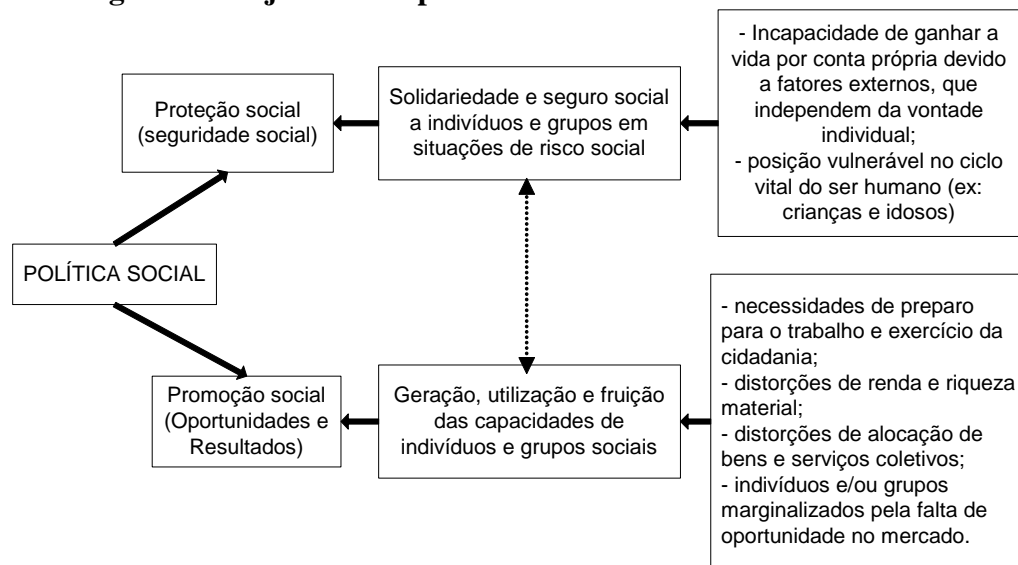 Proteção social
(seguridade social)
Solidariedade e seguro social
a indivíduos e grupos em
situações de risco social
- Incapacidade de ganhar a
vida por conta própria devido
a fatores externos, que
independem da vontade
individual;
- posição vulnerável no ciclo
vital do ser humano (ex:
crianças e idosos)
POLÍTICA SOCIAL
Promoção social
(Oportunidades e
Resultados)
Geração, utilização e fruição
das capacidades de
indivíduos e grupos sociais
- necessidades de preparo
para o trabalho e exercício da
cidadania;
- distorções de renda e riqueza
material;
- distorções de alocação de
bens e serviços coletivos;
- indivíduos e/ou grupos
marginalizados pela falta de
oportunidade no mercado.